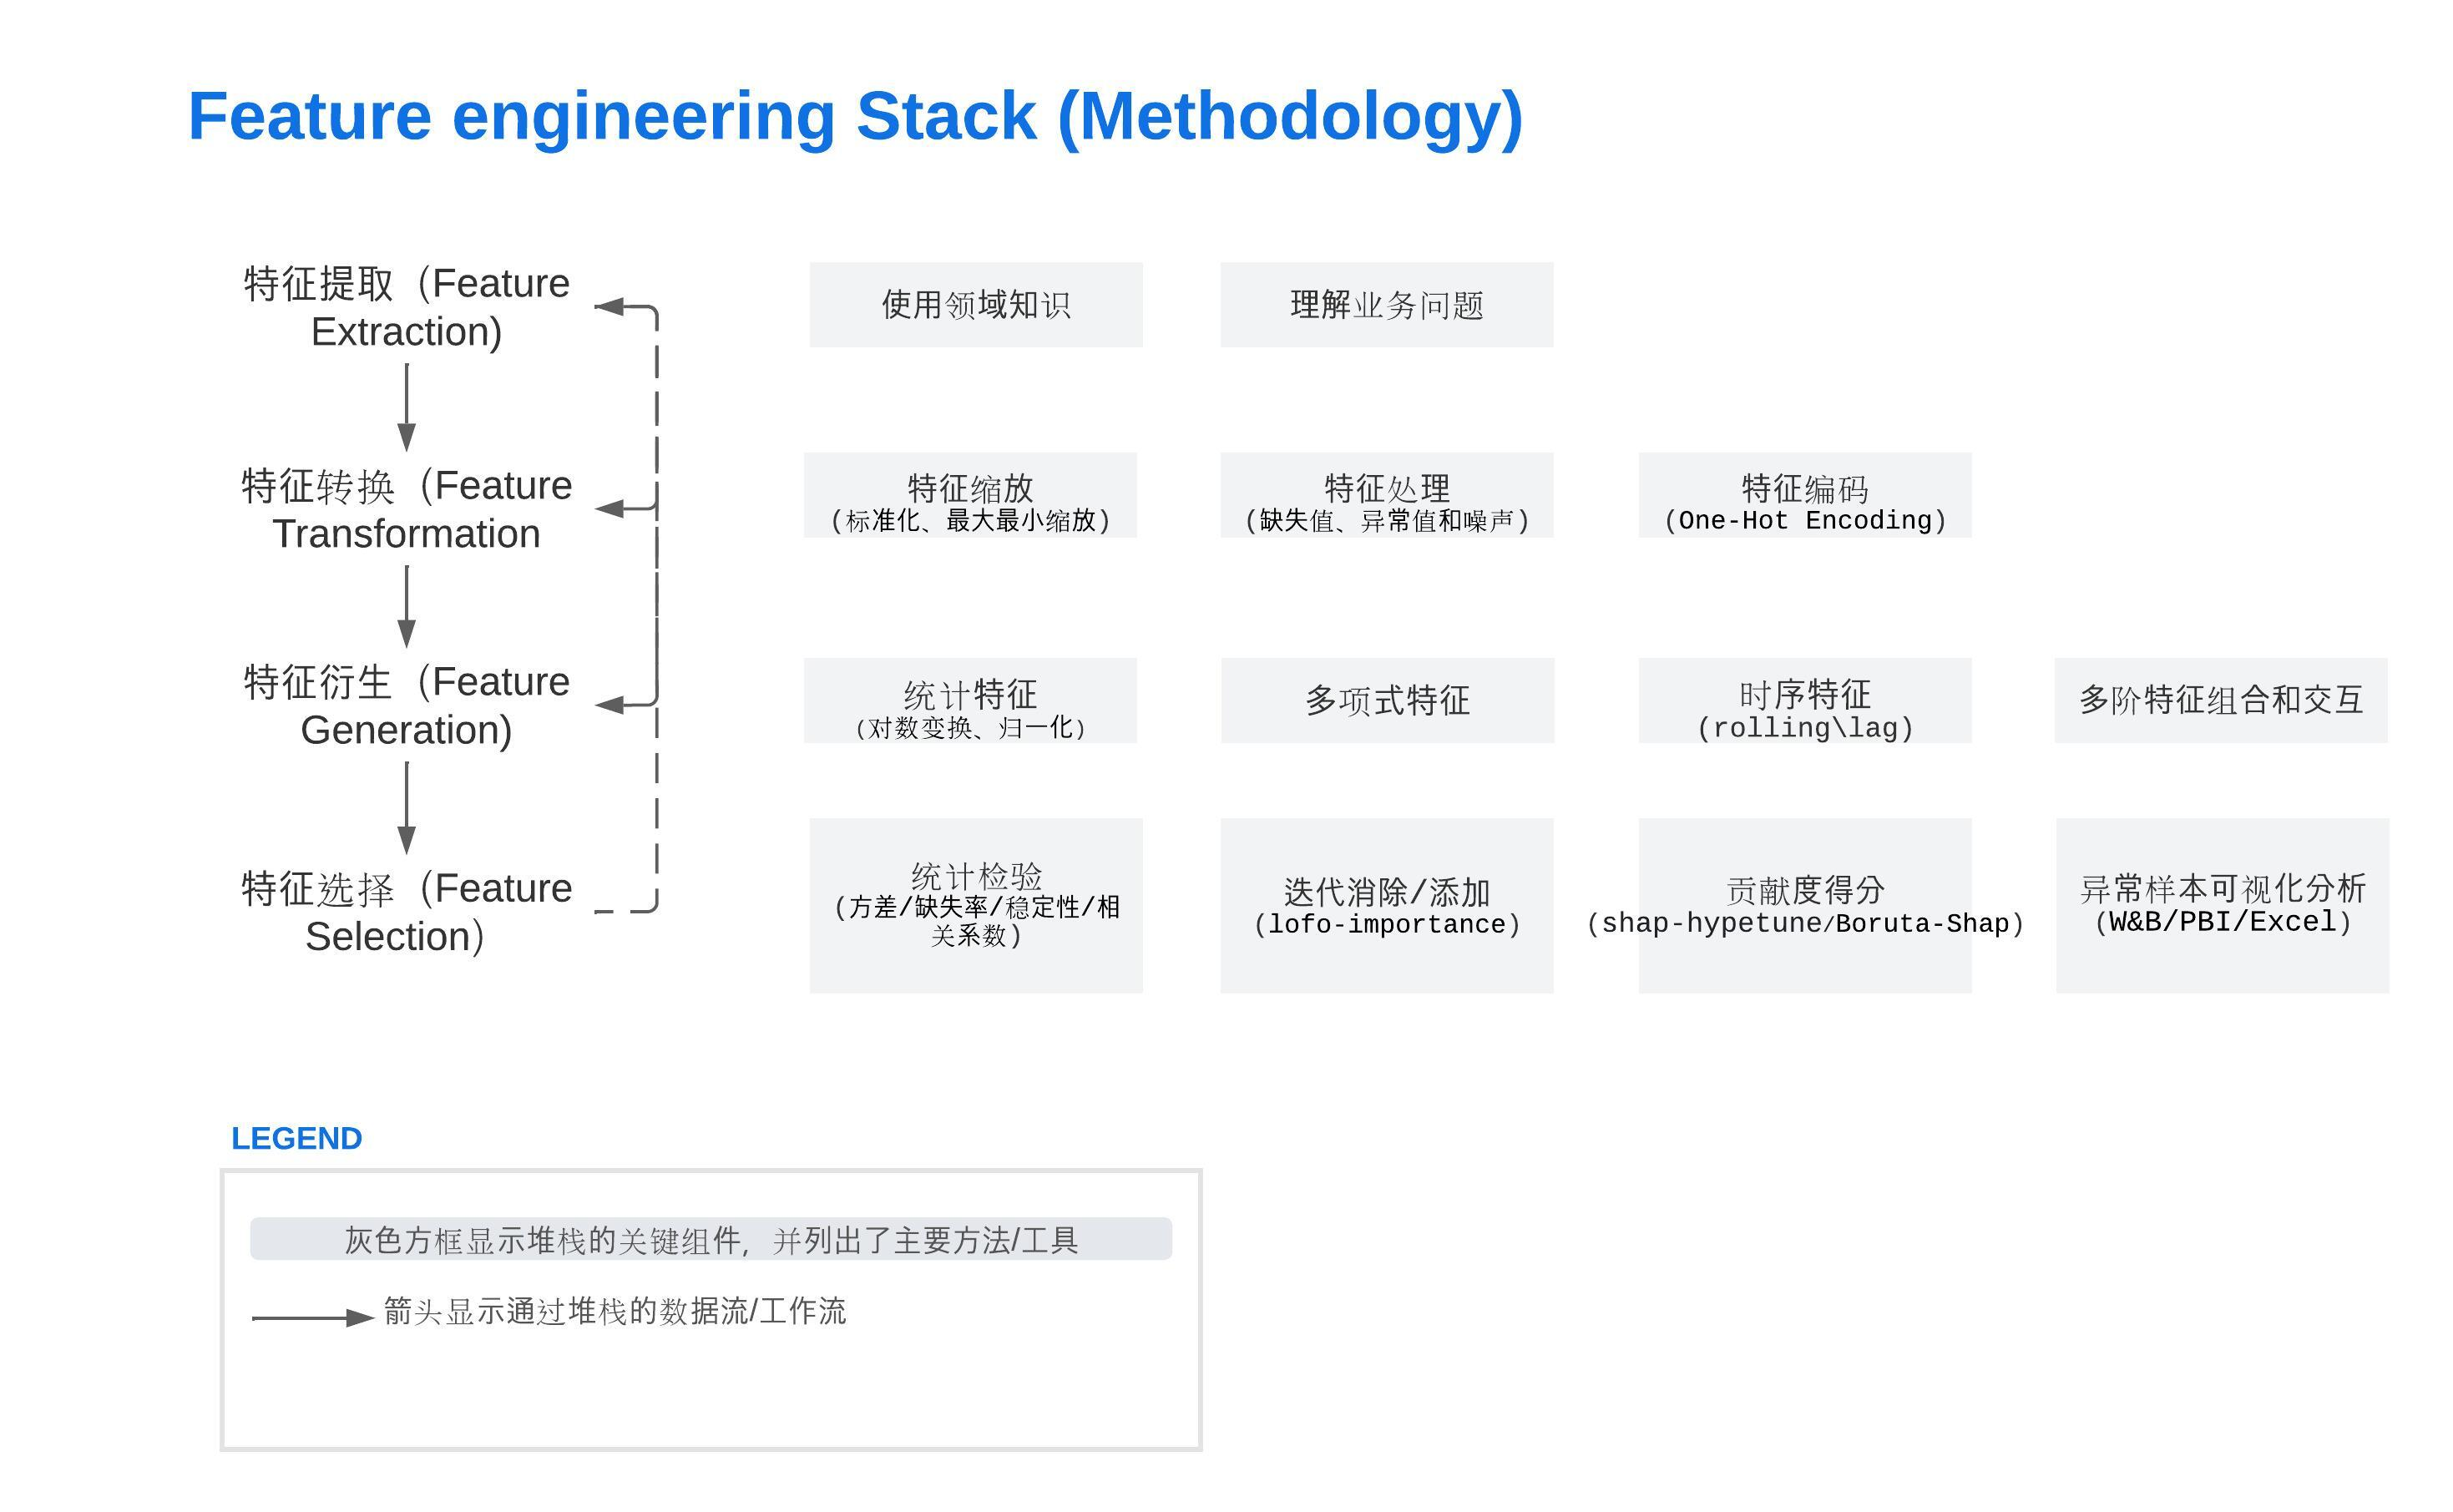 Feature engineering Stack (Methodology)
特征提取（Feature
Extraction)
使用领域知识
理解业务问题
特征转换（Feature
Transformation
特征缩放
(标准化、最大最小缩放)
特征处理
(缺失值、异常值和噪声)
特征编码
(One-Hot Encoding)
特征衍生（Feature
Generation)
统计特征
(对数变换、归一化)
多项式特征
时序特征
(rolling\lag)
多阶特征组合和交互
特征选择（Feature
Selection）
统计检验
(方差/缺失率/稳定性/相
关系数)
迭代消除/添加
(lofo-importance)
贡献度得分
(shap-hypetune/Boruta-Shap)
异常样本可视化分析
(W&B/PBI/Excel)
LEGEND
灰色方框显示堆栈的关键组件，并列出了主要方法/工具
箭头显示通过堆栈的数据流/工作流